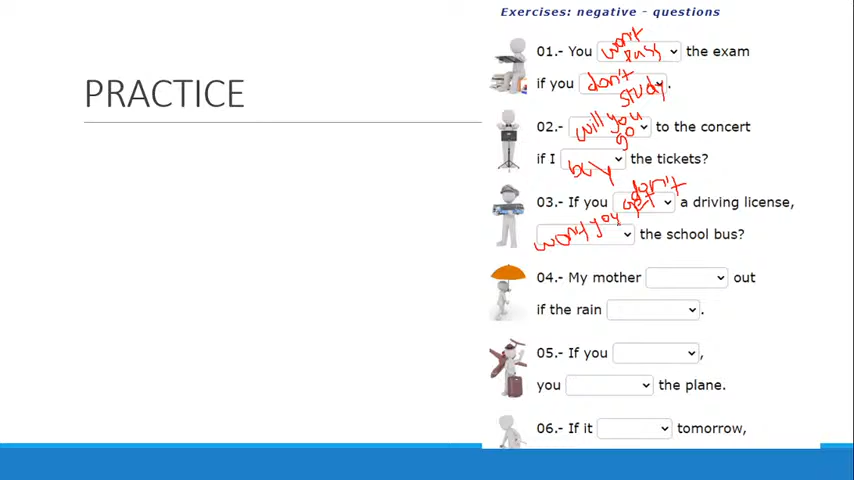 Exercises: negative - questions
PRACTICE
01.- You won't pass the exam
if you don't study.
02.- will you go to the concert
if I buy the tickets?
03.- If you don't get a driving license,
won't you the school bus?
04.- My mother out
if the rain .
05.- If you ,
you the plane.
06.- If it tomorrow,